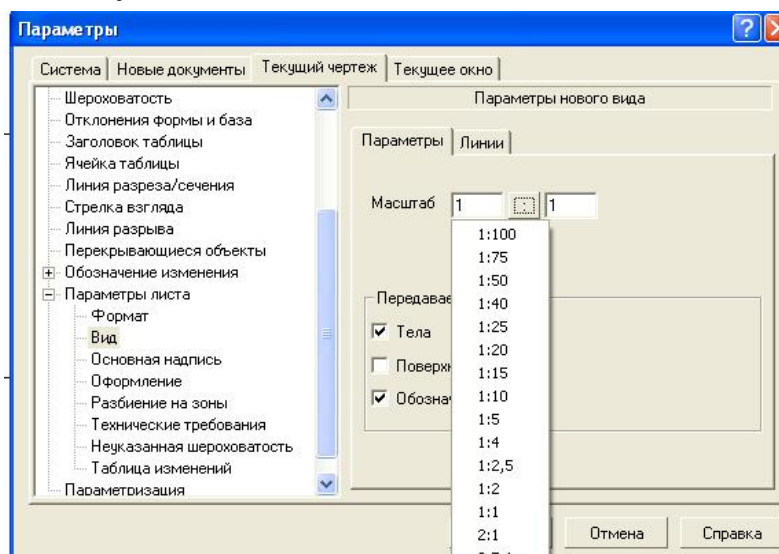 Параметры
Система
Новые документы
Текущий чертеж
Текущее окно
Шероховатость
Отклонения формы и база
Заголовок таблицы
Ячейка таблицы
Линия разреза/сечения
Стрелка взгляда
Линия разрыва
Перекрывающиеся объекты
Обозначение изменения
Параметры листа
Формат
Вид
Основная надпись
Оформление
Разбиение на зоны
Технические требования
Неуказанная шероховатость
Таблица изменений
Параметризация
Параметры нового вида
Параметры
Линии
Масштаб 1 : 1
1:100
1:75
1:50
1:40
1:25
1:20
1:15
1:10
1:5
1:4
1:2,5
1:2
1:1
2:1
Передавае
Тела
Поверх
Обозна
Отмена
Справка